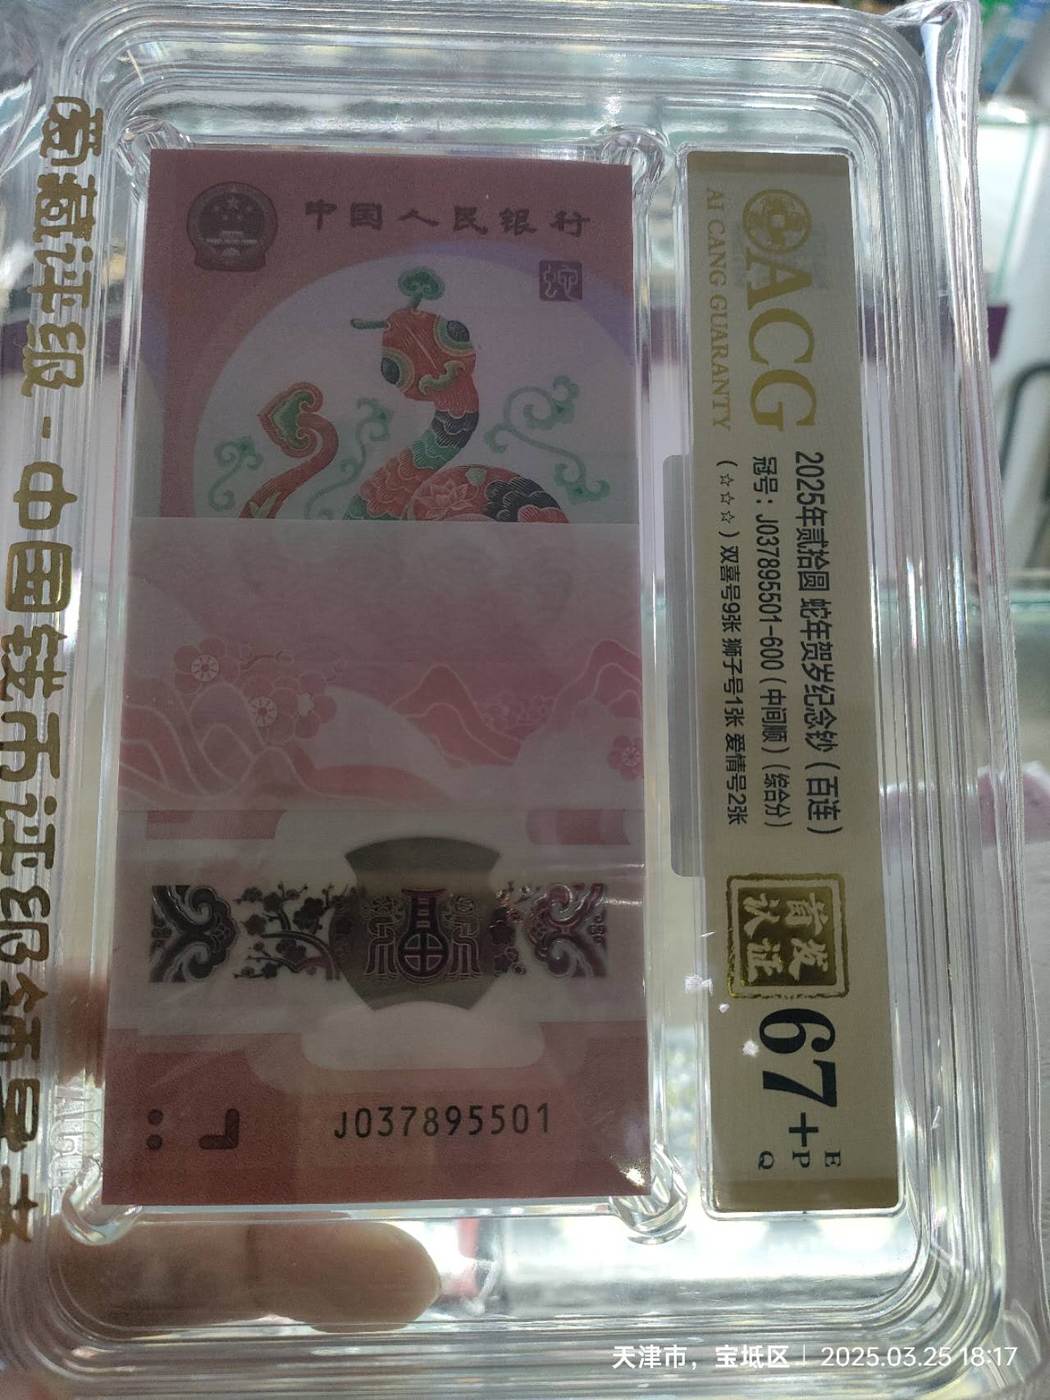 中国人民银行
J037895501
ACG
AI CANG GUARANTY
2025年贰拾圆 蛇年贺岁纪念钞（百连）
冠号：J037895501-600（中间顺）（综合分）
（☆☆☆）双喜号9张 狮子号1张 爱情号2张
首发
认证
67+
E
P
Q
爱藏评级 - 中国钱币评级领导者
天津市，宝坻区 | 2025.03.25 18:17